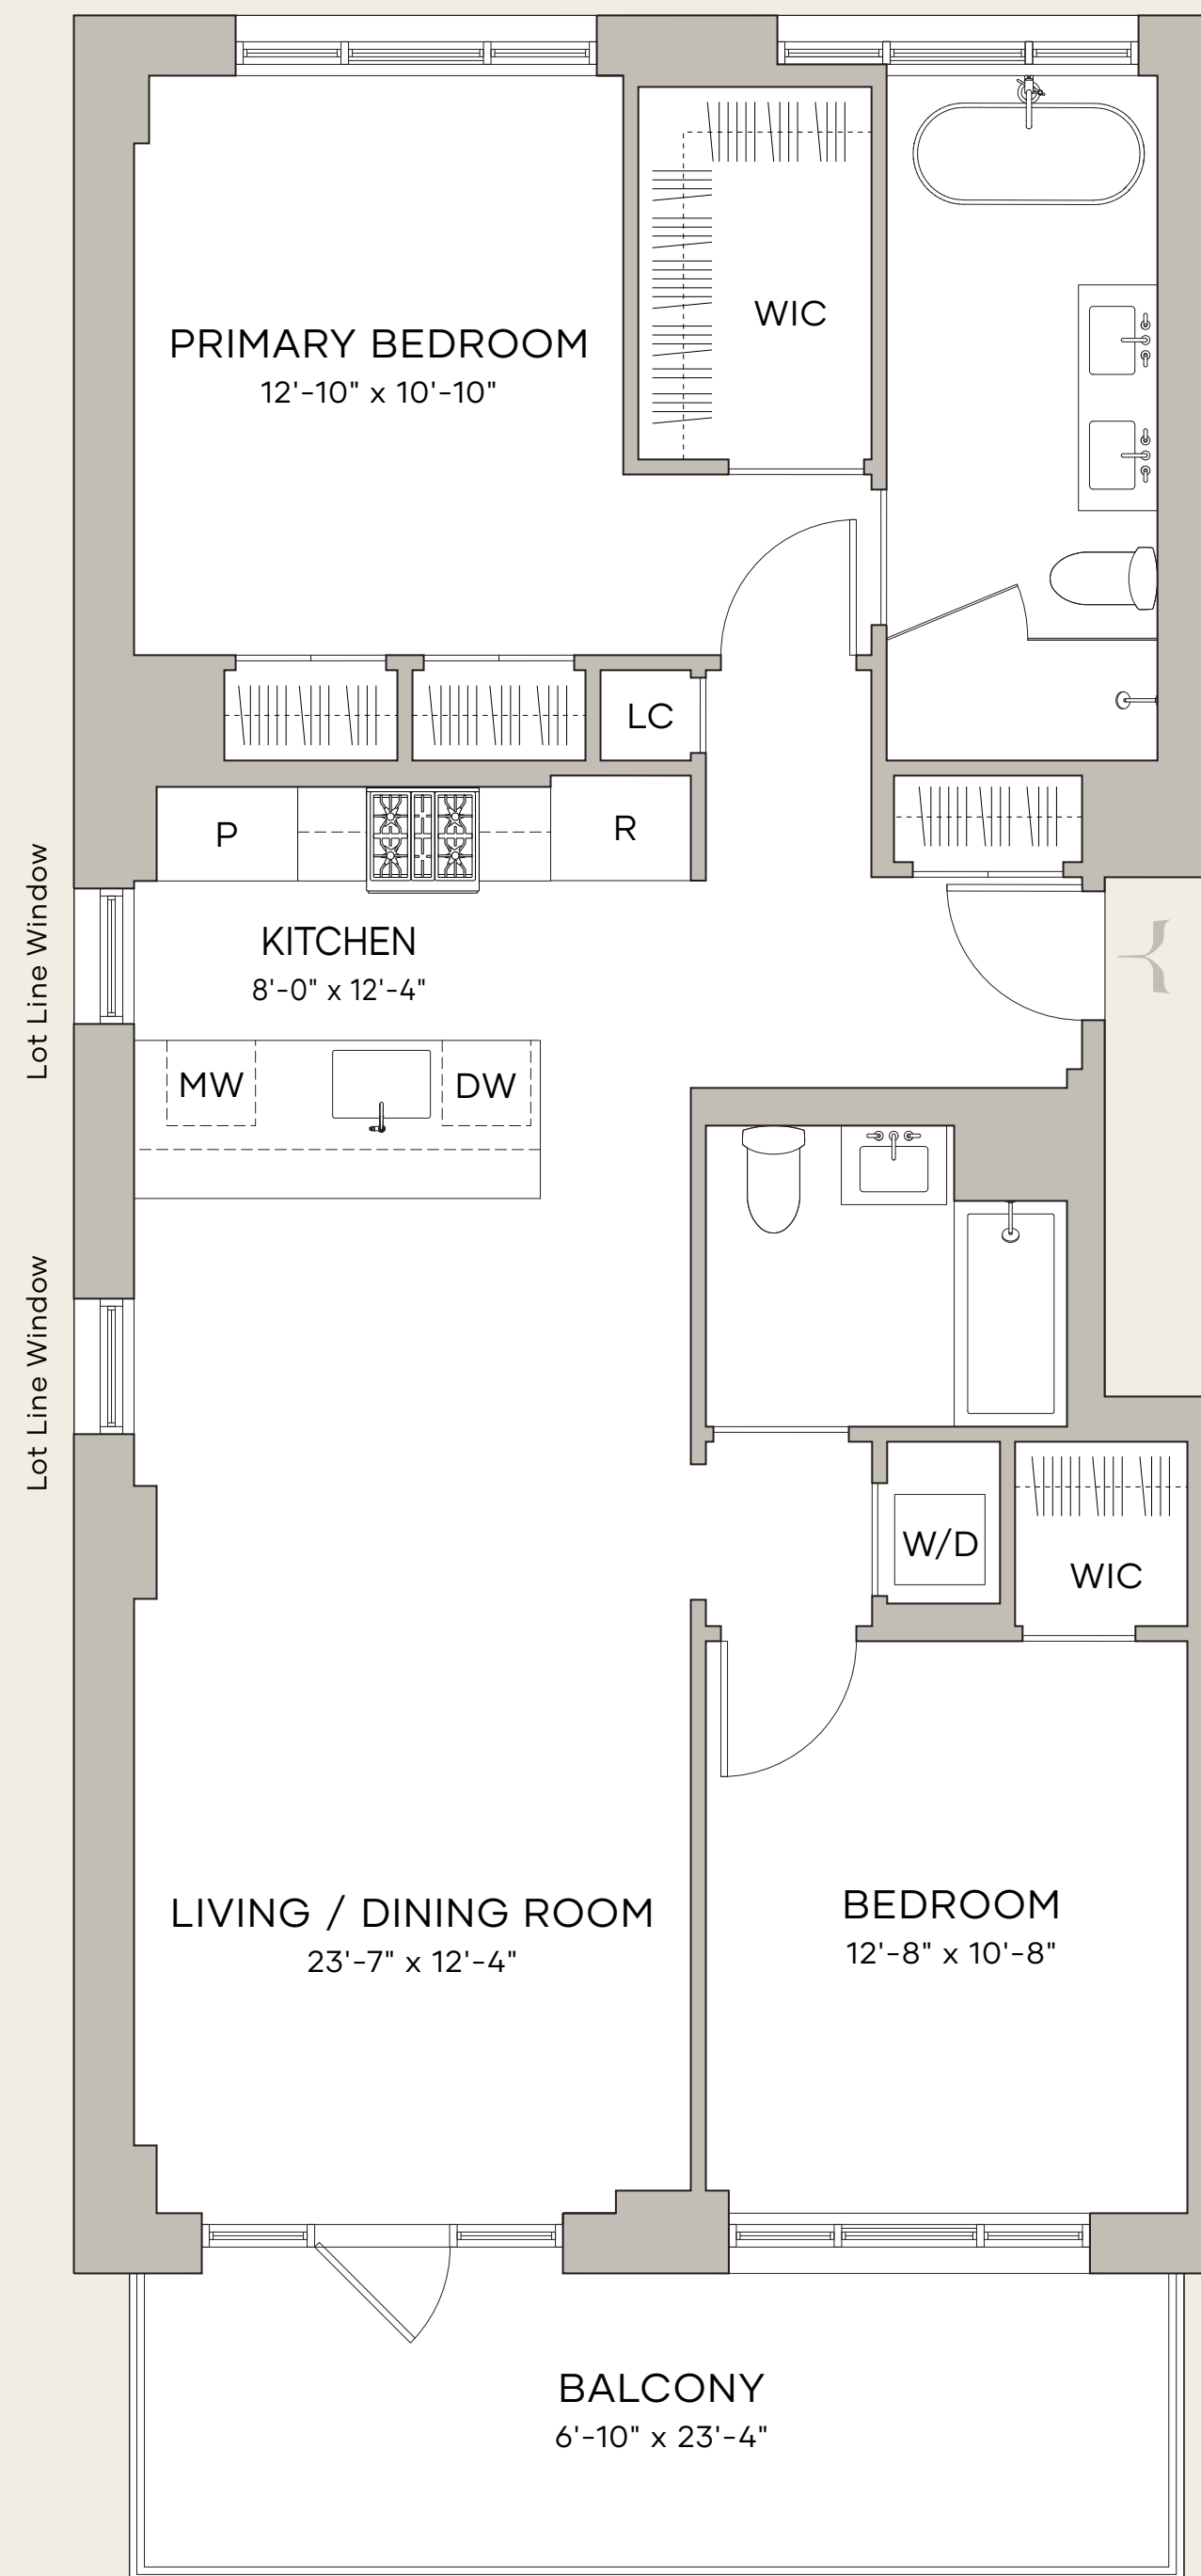 PRIMARY BEDROOM
12'-10" x 10'-10"
WIC
LC
P
R
KITCHEN
8'-0" x 12'-4"
Lot Line Window
MW
DW
Lot Line Window
W/D
WIC
LIVING / DINING ROOM
23'-7" x 12'-4"
BEDROOM
12'-8" x 10'-8"
BALCONY
6'-10" x 23'-4"